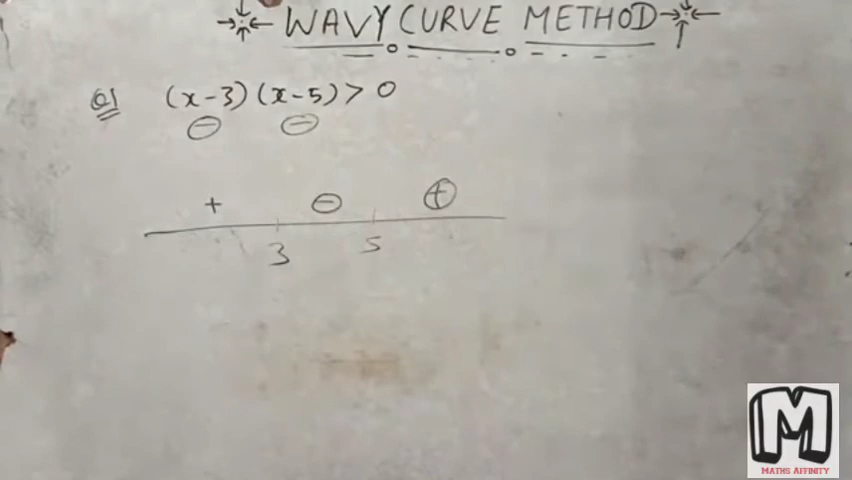 WAVY CURVE METHOD
Q1 (x-3)(x-5) > 0
- -
+ - +
3 5
M
MATHS AFFINITY